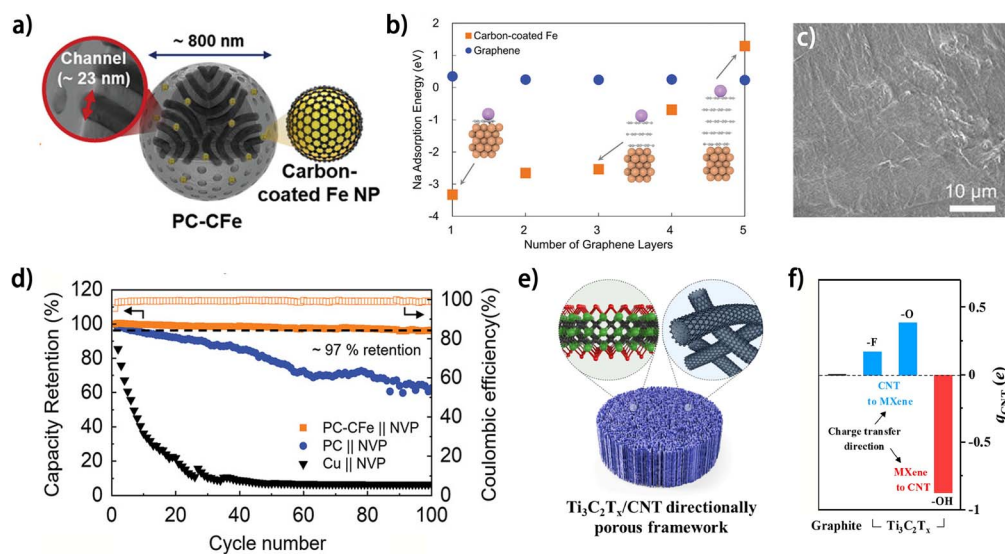 a)
~ 800 nm
Channel
(~ 23 nm)
Carbon-
coated Fe NP
PC-CFe
b)
Carbon-coated Fe
Graphene
Na Adsorption Energy (eV)
2
1
0
-1
-2
-3
-4
1 2 3 4 5
Number of Graphene Layers
c)
10 μm
d)
Capacity Retention (%)
120
100
80
60
40
20
0
~ 97 % retention
PC-CFe || NVP
PC || NVP
Cu || NVP
100
80
60
40
20
0
Coulombic efficiency(%)
0 20 40 60 80 100
Cycle number
e)
Ti₃C₂Tₓ/CNT directionally
porous framework
f)
-F
-O
CNT
to MXene
Charge transfer
direction
MXene
to CNT
-OH
0.5
0
-0.5
-1
q_CNT (e)
Graphite
Ti₃C₂Tₓ